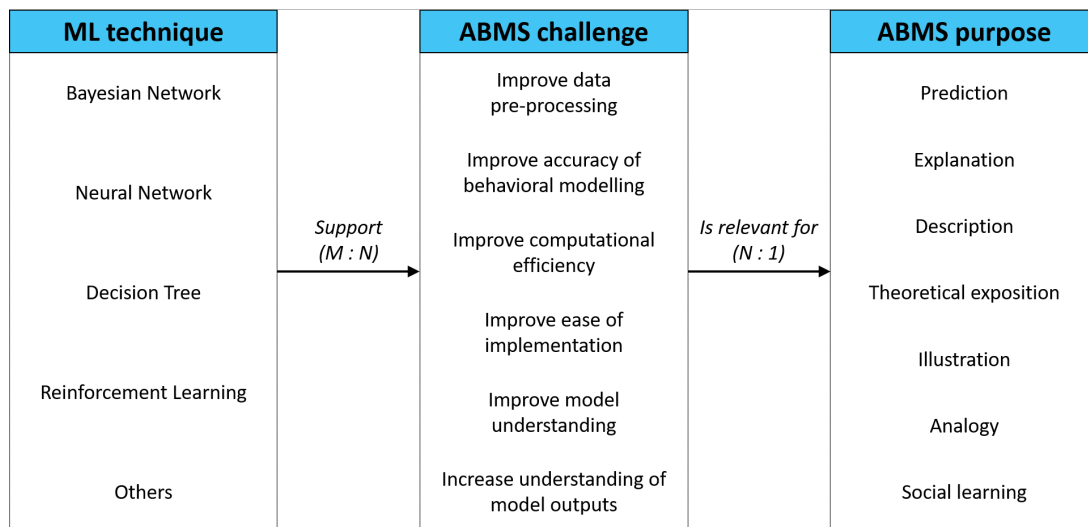 ML technique
Bayesian Network
Neural Network
Decision Tree
Reinforcement Learning
Others
Support
(M : N)
ABMS challenge
Improve data
pre-processing
Improve accuracy of
behavioral modelling
Improve computational
efficiency
Improve ease of
implementation
Improve model
understanding
Increase understanding of
model outputs
Is relevant for
(N : 1)
ABMS purpose
Prediction
Explanation
Description
Theoretical exposition
Illustration
Analogy
Social learning